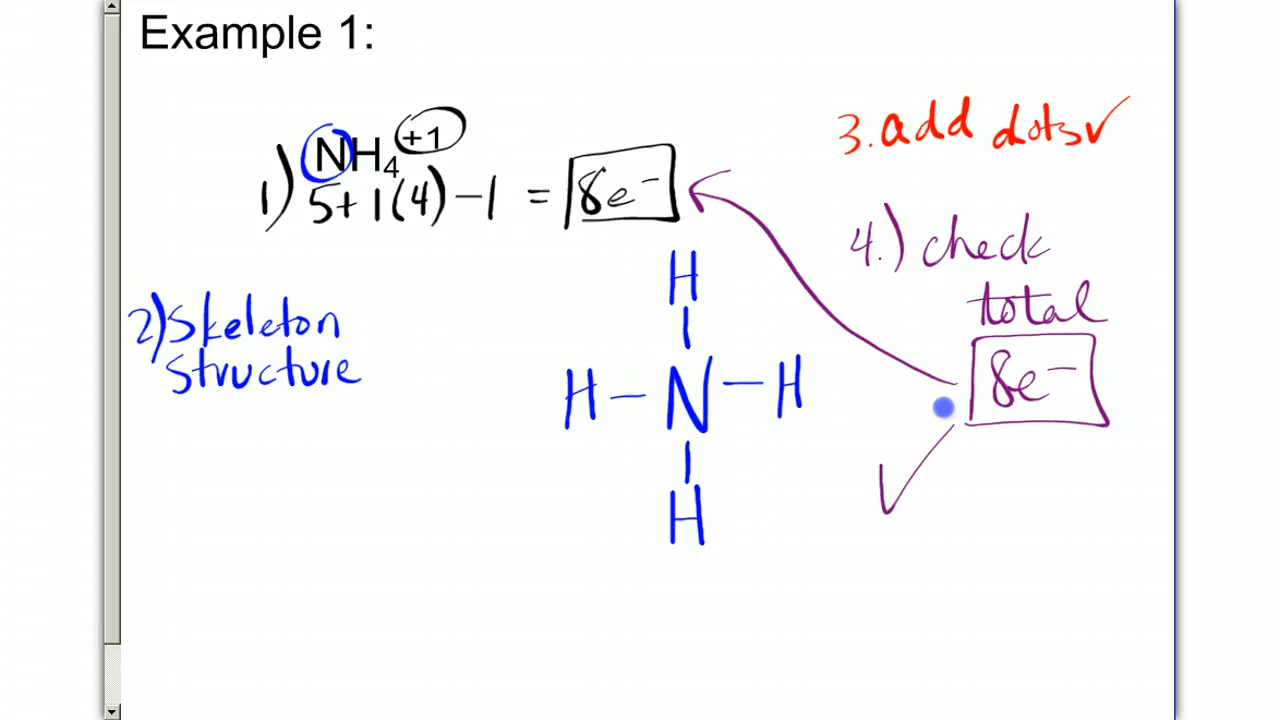 Example 1:
NH4+1
1) 5+1(4)-1 = 8e-
2) Skeleton
structure
H
H-N-H
H
3. add dots✓
4.) check
total
8e-